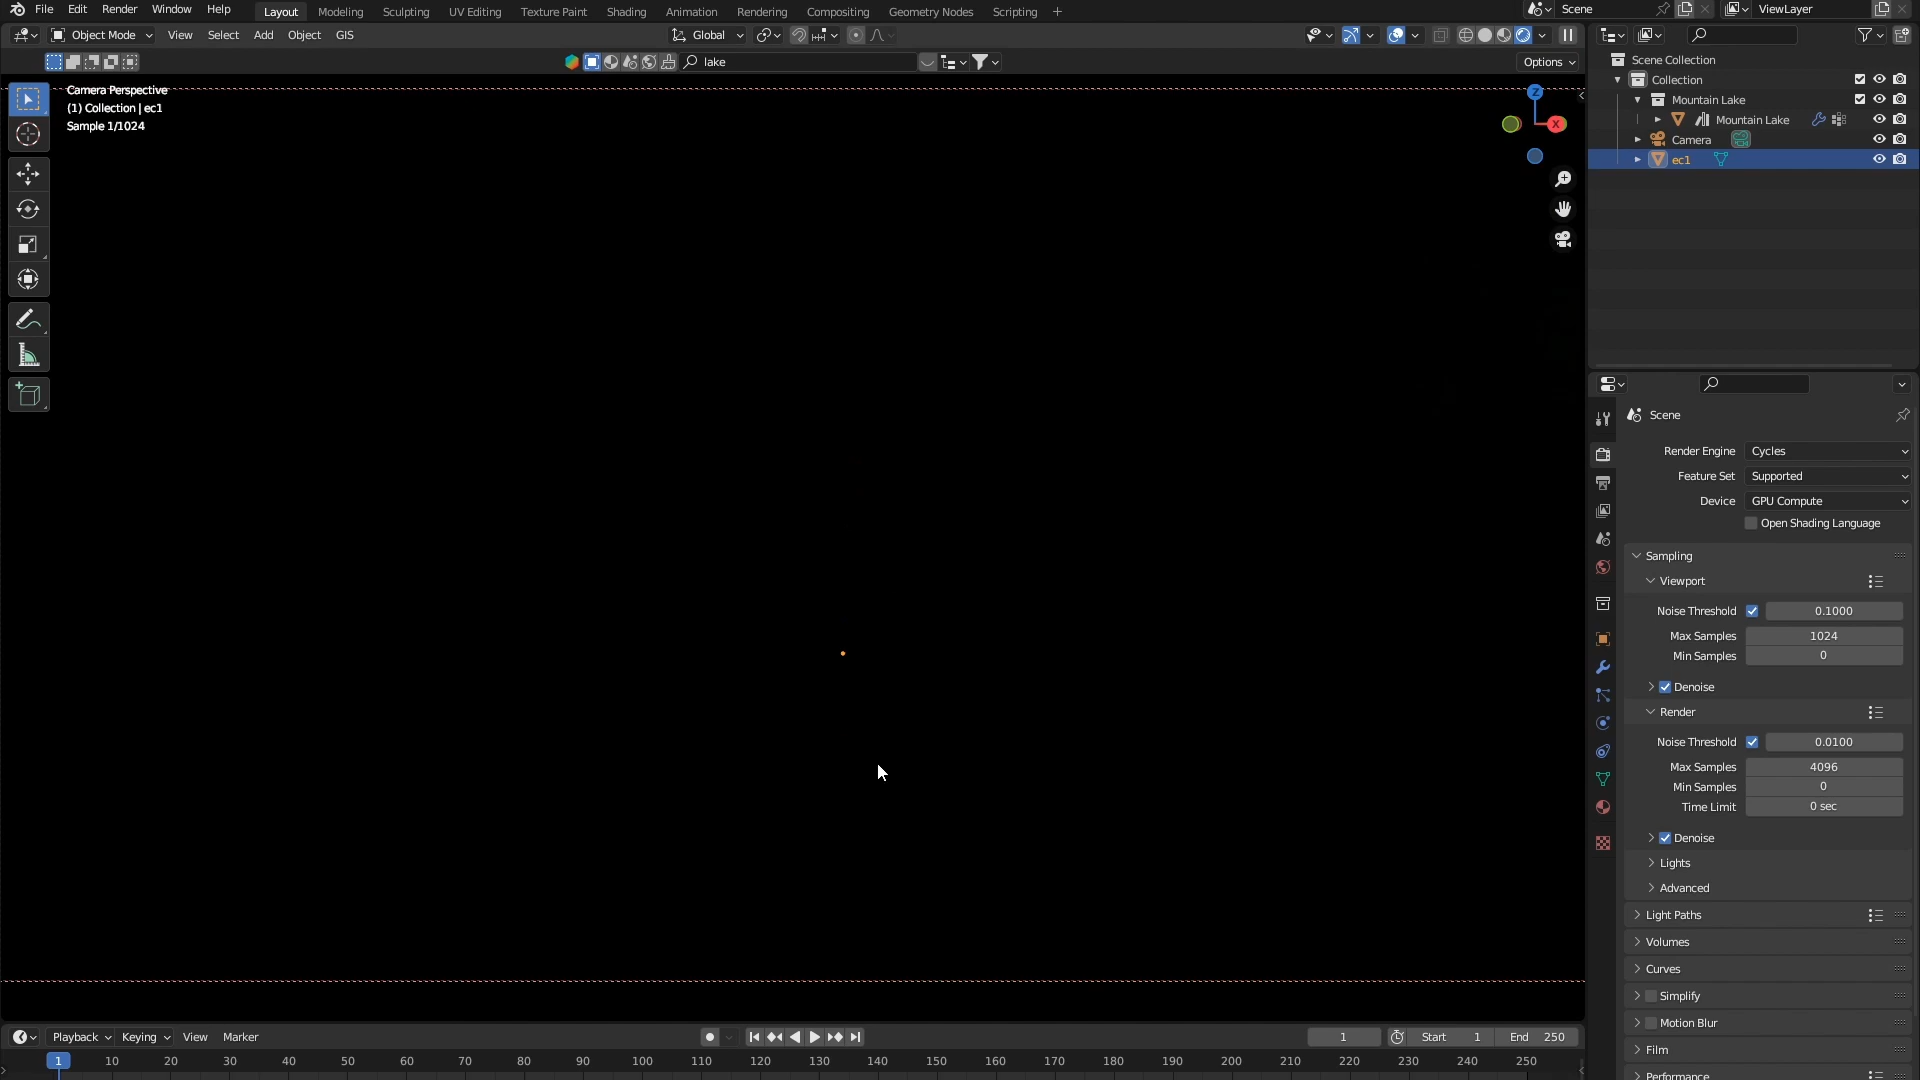 File Edit Render Window Help Layout Modeling Sculpting UV Editing Texture Paint Shading Animation Rendering Compositing Geometry Nodes Scripting + Scene ViewLayer
Object Mode View Select Add Object GIS Global
lake Options
Camera Perspective
(1) Collection | ec1
Sample 1/1024
Z
X
Scene Collection
Collection
Mountain Lake
Mountain Lake
Camera
ec1
Scene
Render Engine Cycles
Feature Set Supported
Device GPU Compute
Open Shading Language
Sampling
Viewport
Noise Threshold 0.1000
Max Samples 1024
Min Samples 0
Denoise
Render
Noise Threshold 0.0100
Max Samples 4096
Min Samples 0
Time Limit 0 sec
Denoise
Lights
Advanced
Light Paths
Volumes
Curves
Simplify
Motion Blur
Film
Performance
Playback Keying View Marker 1 Start 1 End 250
1 10 20 30 40 50 60 70 80 90 100 110 120 130 140 150 160 170 180 190 200 210 220 230 240 250